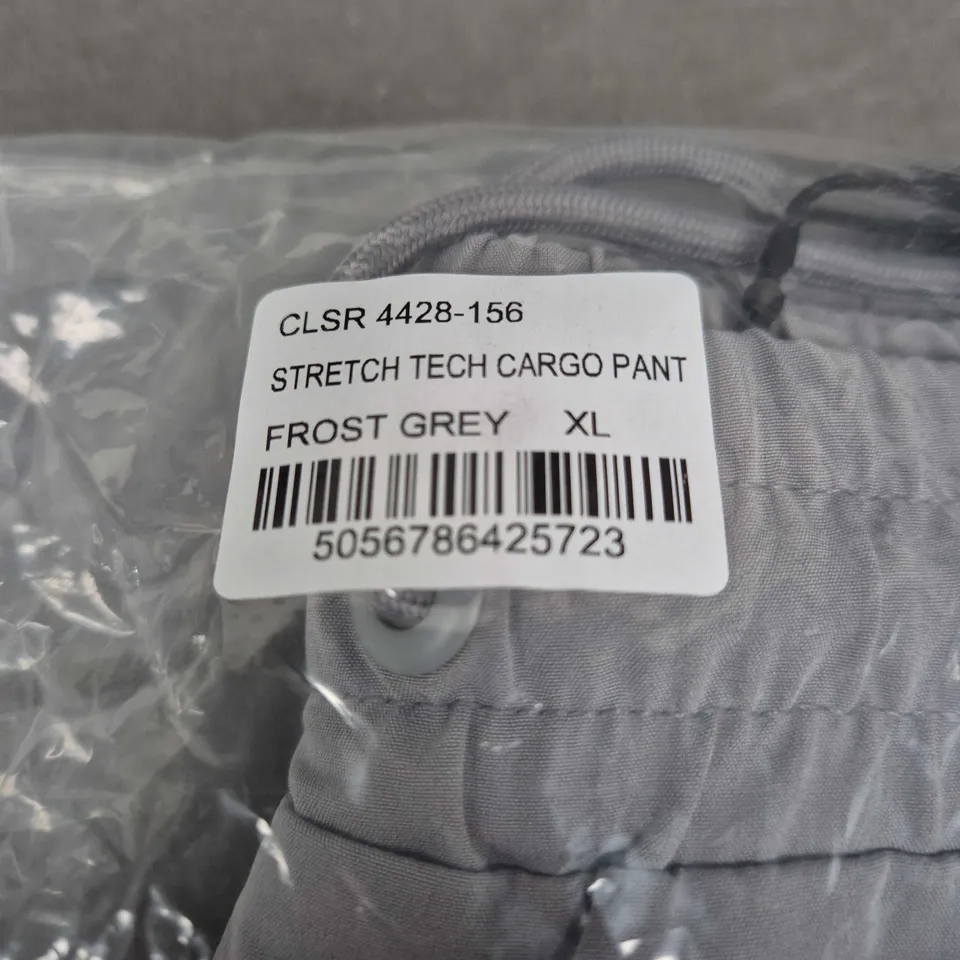 CLSR 4428-156
STRETCH TECH CARGO PANT
FROST GREY XL
5056786425723